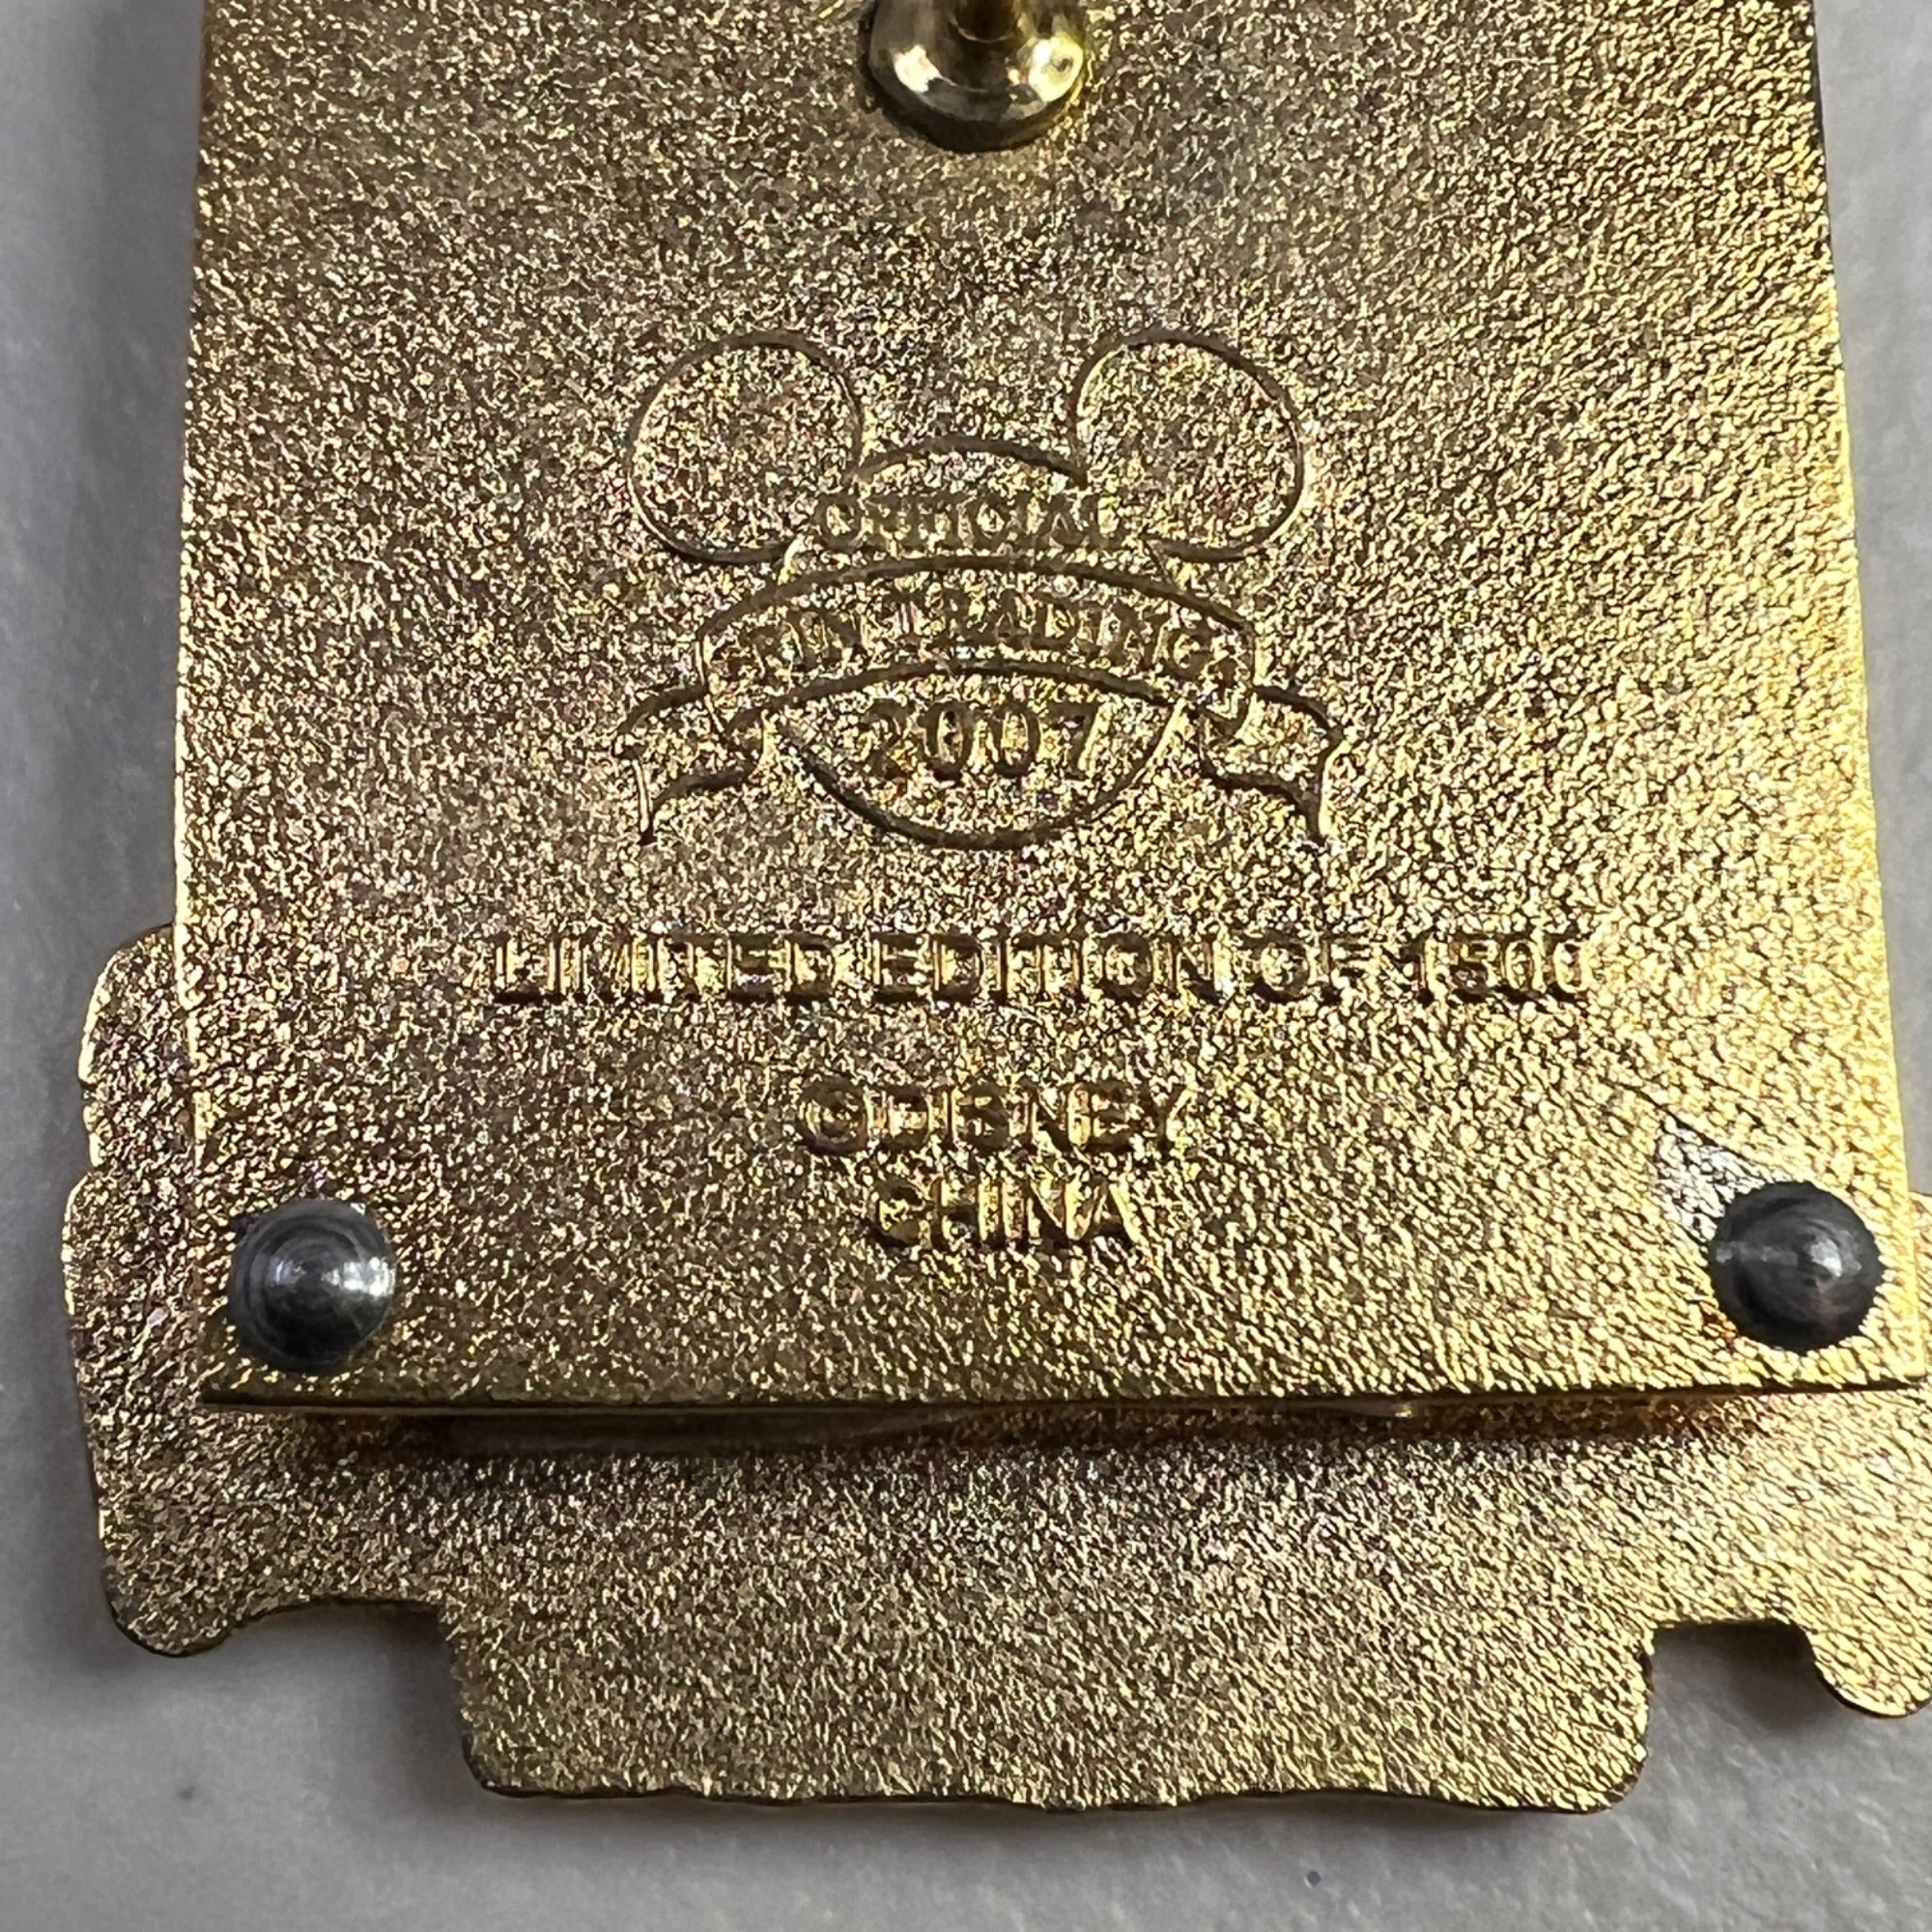 OFFICIAL
PIN TRADING
2007
LIMITED EDITION OF 1500
©DISNEY
CHINA